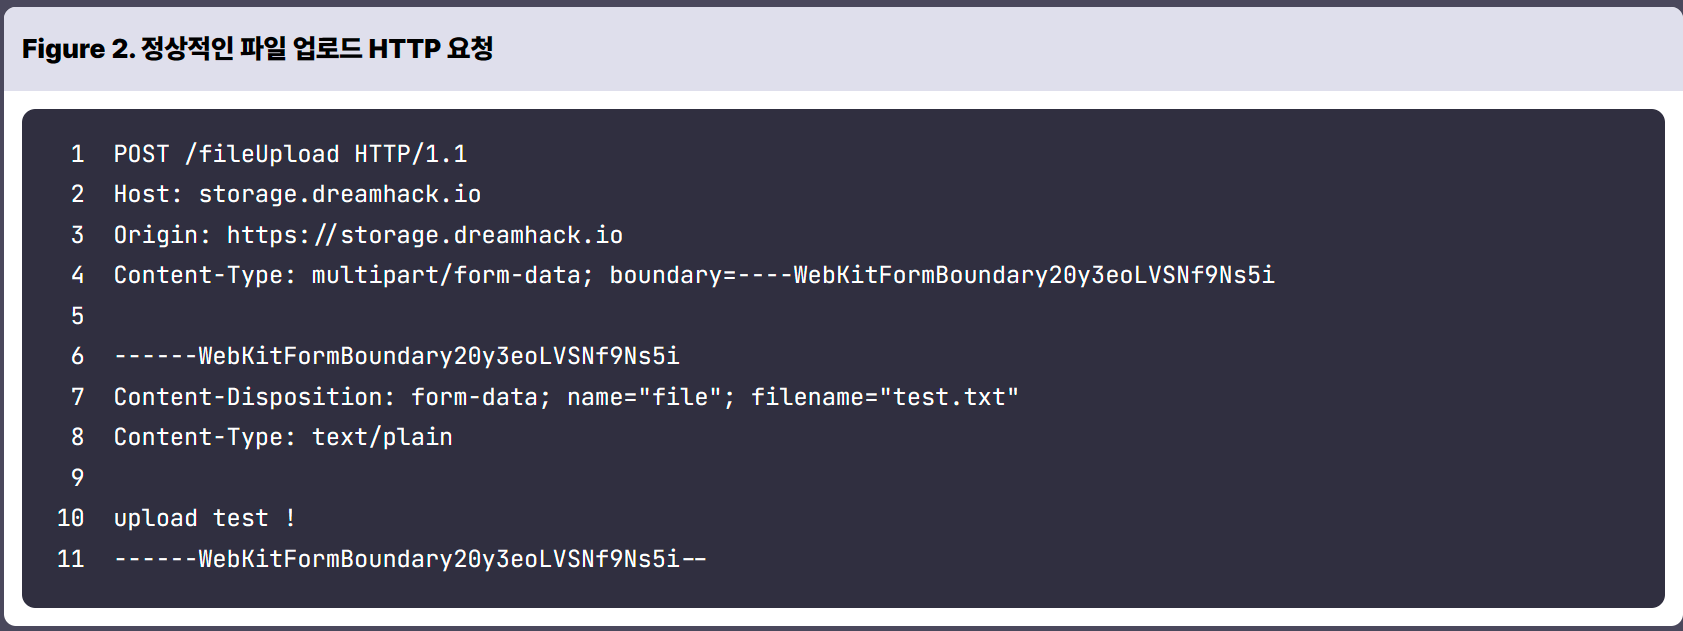 Figure 2. 정상적인 파일 업로드 HTTP 요청
1 POST /fileUpload HTTP/1.1
2 Host: storage.dreamhack.io
3 Origin: https://storage.dreamhack.io
4 Content-Type: multipart/form-data; boundary=----WebKitFormBoundary20y3eoLVSNf9Ns5i
5
6 ------WebKitFormBoundary20y3eoLVSNf9Ns5i
7 Content-Disposition: form-data; name="file"; filename="test.txt"
8 Content-Type: text/plain
9
10 upload test !
11 ------WebKitFormBoundary20y3eoLVSNf9Ns5i--